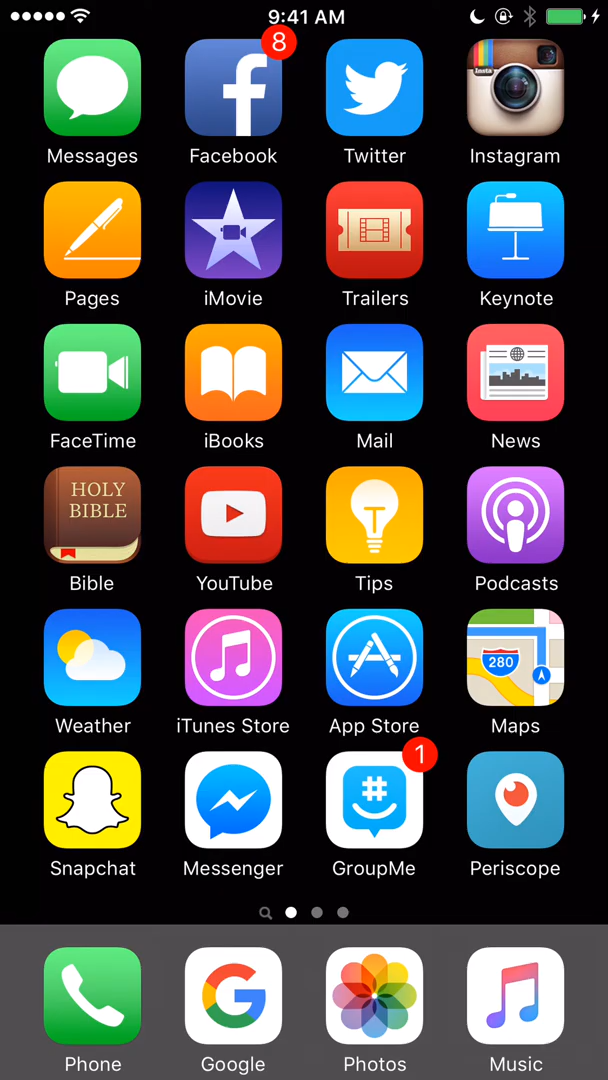 9:41 AM
8
Insta
Messages Facebook Twitter Instagram
Pages iMovie Trailers Keynote
FaceTime iBooks Mail News
HOLY
BIBLE
T
Bible YouTube Tips Podcasts
280
Weather iTunes Store App Store Maps
1
#
Snapchat Messenger GroupMe Periscope
G
Phone Google Photos Music